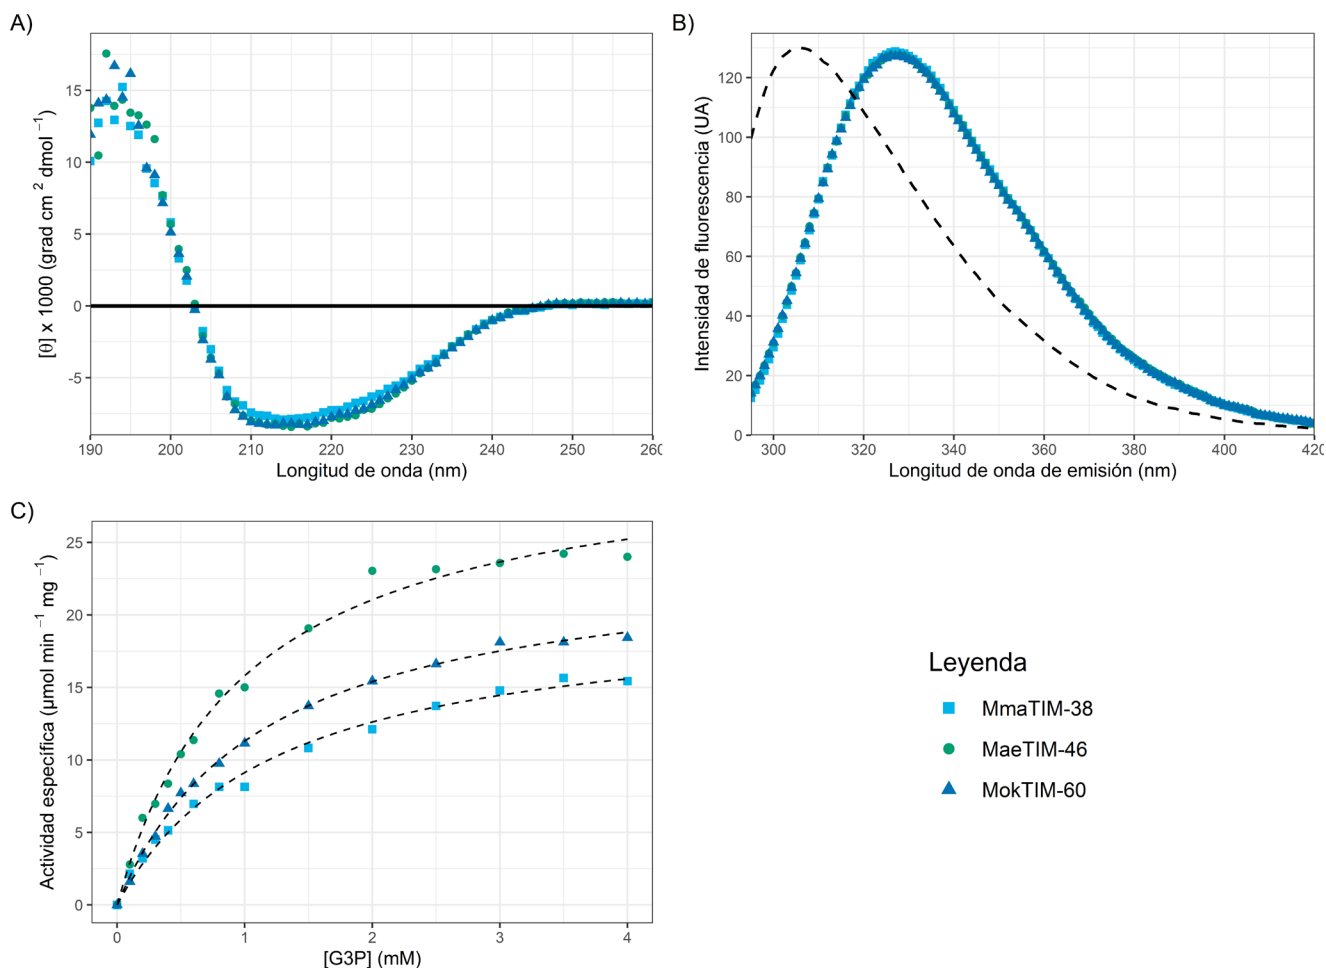 A)
[θ] x 1000 (grad cm 2 dmol −1)
15
10
5
0
-5
190
200
210
220
230
240
250
260
Longitud de onda (nm)
B)
Intensidad de fluorescencia (UA)
120
100
80
60
40
20
0
300
320
340
360
380
400
420
Longitud de onda de emisión (nm)
C)
Actividad específica (µmol min −1 mg −1)
25
20
15
10
5
0
0
1
2
3
4
[G3P] (mM)
Leyenda
MmaTIM-38
MaeTIM-46
MokTIM-60